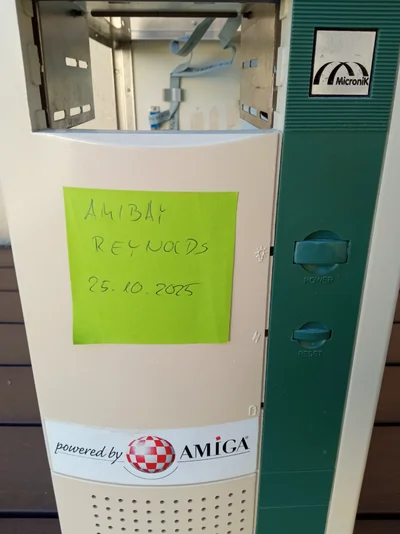 MicroniK
AMIBAY
REYNOLDS
25.10.2025
POWER
RESET
powered by AMIGA